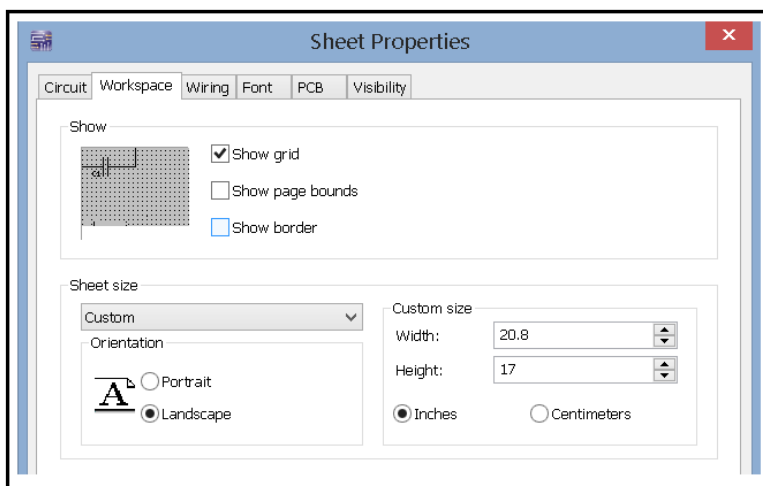 Sheet Properties
Circuit Workspace Wiring Font PCB Visibility
Show
Show grid
Show page bounds
Show border
Sheet size
Custom
Orientation
A
Portrait
Landscape
Custom size
Width: 20.8
Height: 17
Inches Centimeters